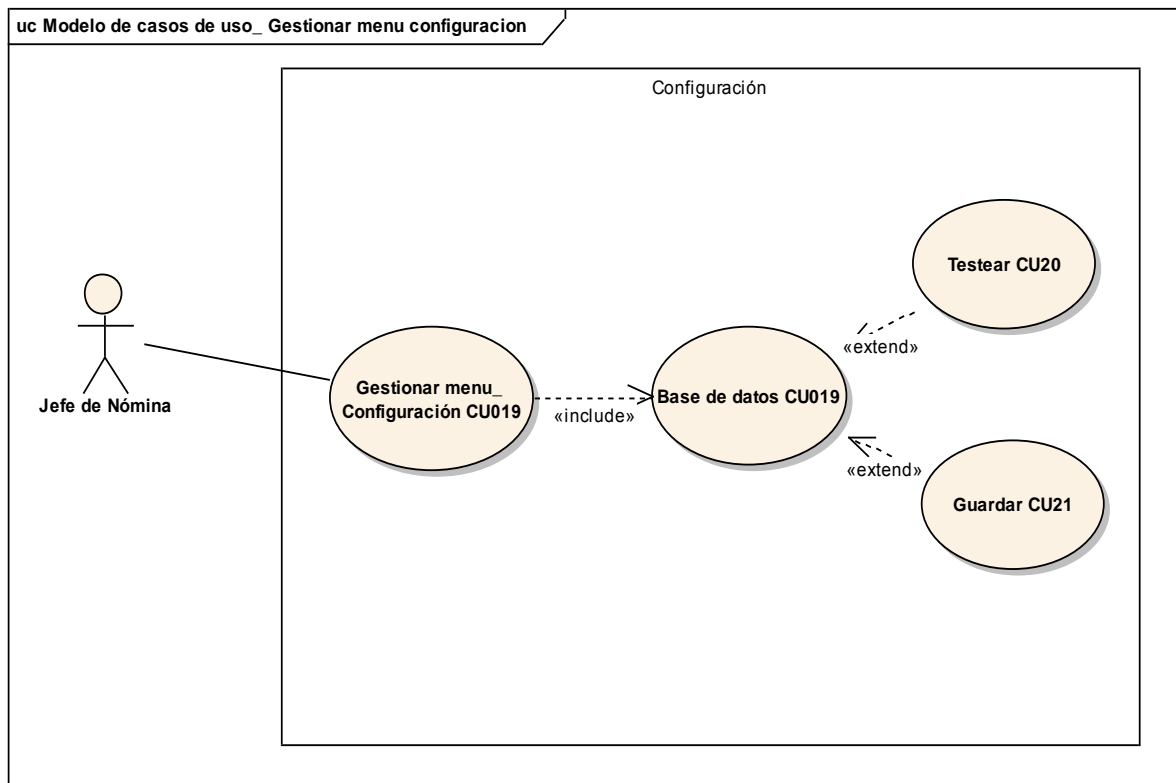 uc Modelo de casos de uso_ Gestionar menu configuracion
Configuración
Testear CU20
«extend»
Gestionar menu_
Configuración CU019
«include»
Base de datos CU019
Jefe de Nómina
«extend»
Guardar CU21